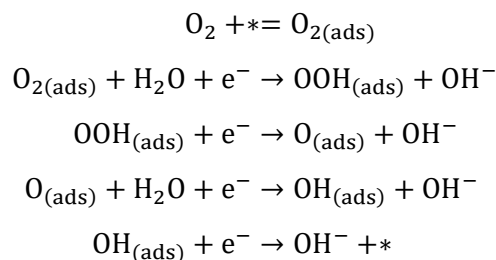 O₂ +*= O₂(ads)
O₂(ads) + H₂O + e⁻ → OOH(ads) + OH⁻
OOH(ads) + e⁻ → O(ads) + OH⁻
O(ads) + H₂O + e⁻ → OH(ads) + OH⁻
OH(ads) + e⁻ → OH⁻ +*